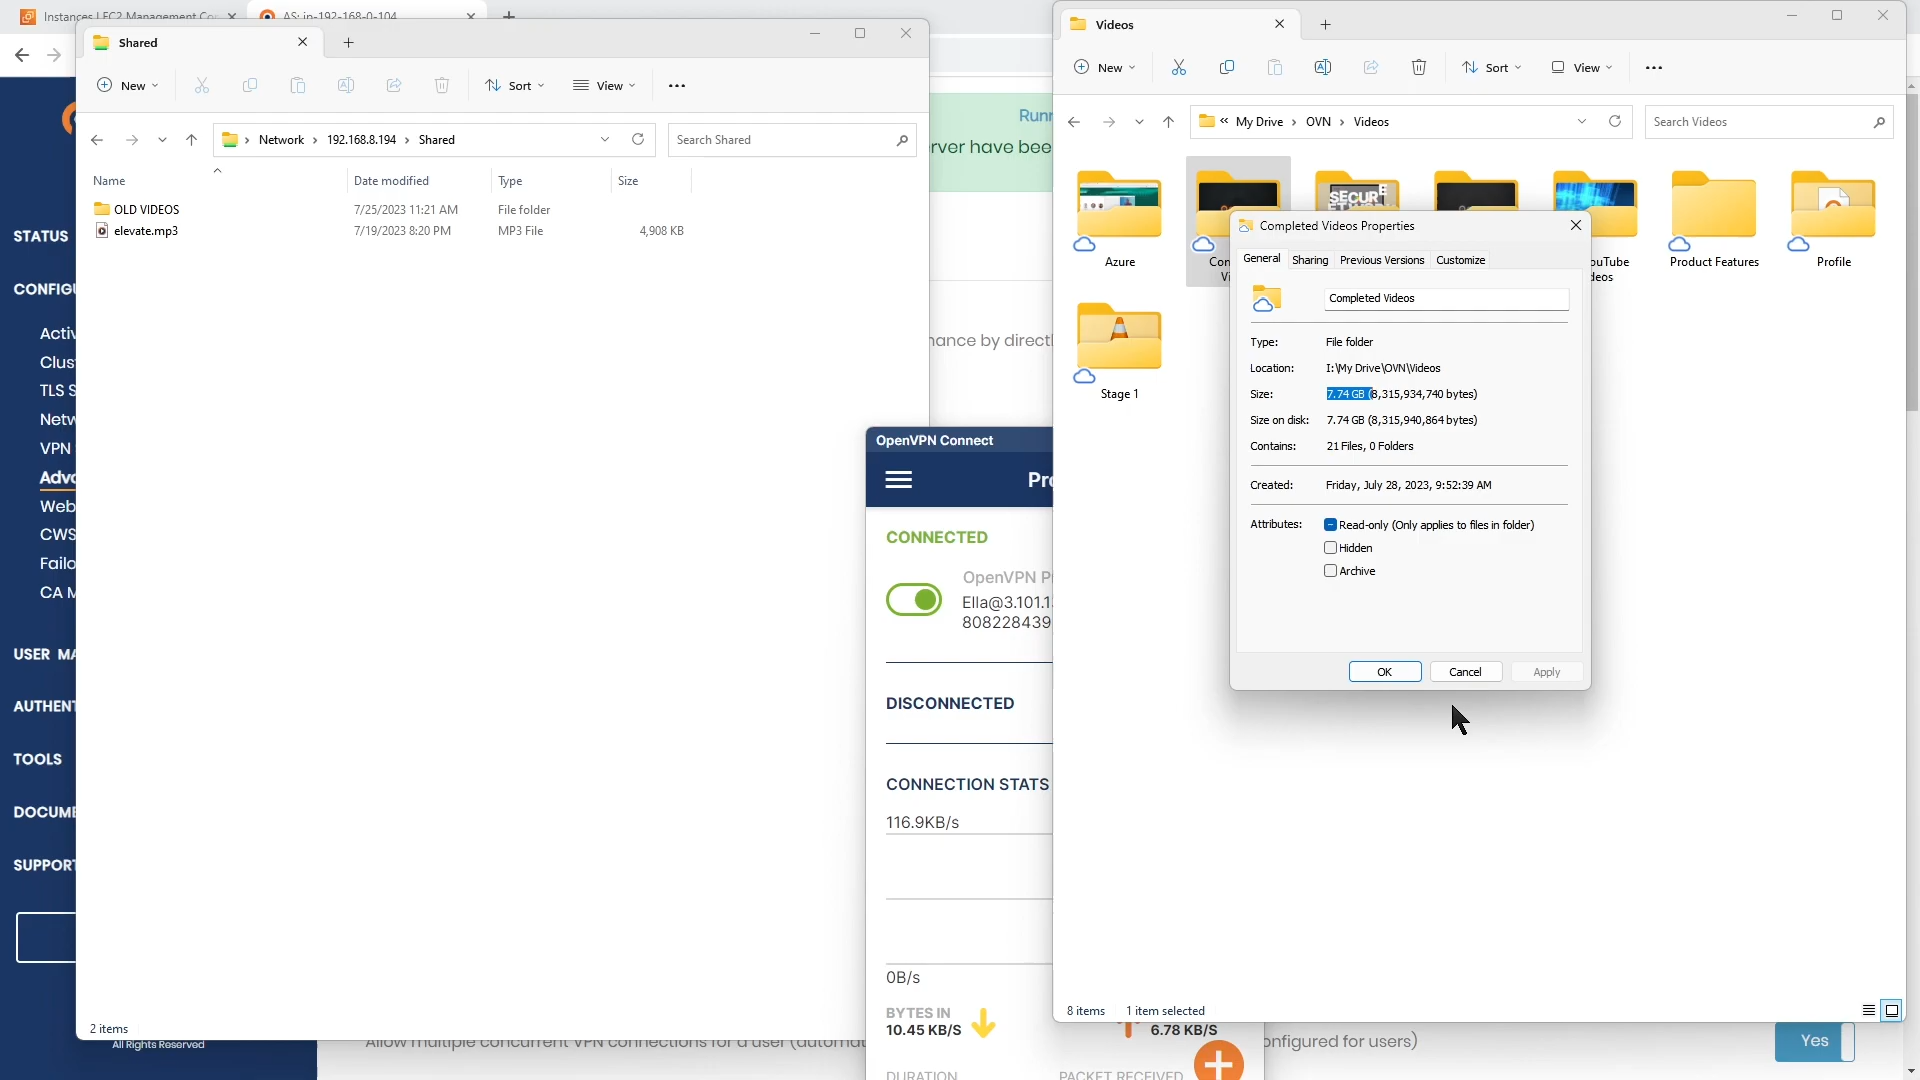 Instances | EC2 Management Co
AS: ip-192-168-0-104
Shared
New
Sort
View
Network
192.168.8.194
Shared
Search Shared
Name
Date modified
Type
Size
OLD VIDEOS
7/25/2023 11:21 AM
File folder
elevate.mp3
7/19/2023 8:20 PM
MP3 File
4,908 KB
2 items
STATUS
CONFIGU
Activ
Clus
TLS S
Netw
VPN
Adva
Web
CWS
Failo
CA M
USER MA
AUTHENT
TOOLS
DOCUME
SUPPORT
All Rights Reserved
Runn
rver have bee
nance by directl
Allow multiple concurrent VPN connections for a user (automat
onfigured for users)
Yes
OpenVPN Connect
Pro
CONNECTED
OpenVPN Pr
Ella@3.101.1
808228439
DISCONNECTED
CONNECTION STATS
116.9KB/s
0B/s
BYTES IN
10.45 KB/S
6.78 KB/S
DURATION
PACKET RECEIVED
Videos
New
Sort
View
My Drive
OVN
Videos
Search Videos
Azure
Con
Vi
ouTube
deos
Product Features
Profile
Stage 1
Completed Videos Properties
General
Sharing
Previous Versions
Customize
Completed Videos
Type:
File folder
Location:
I:\My Drive\OVN\Videos
Size:
7.74 GB (8,315,934,740 bytes)
Size on disk:
7.74 GB (8,315,940,864 bytes)
Contains:
21 Files, 0 Folders
Created:
Friday, July 28, 2023, 9:52:39 AM
Attributes:
Read-only (Only applies to files in folder)
Hidden
Archive
OK
Cancel
Apply
8 items
1 item selected